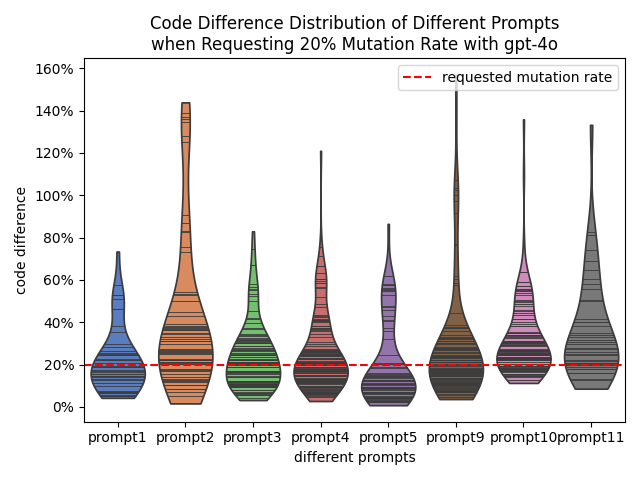 Code Difference Distribution of Different Prompts
when Requesting 20% Mutation Rate with gpt-4o
requested mutation rate
160%
140%
120%
100%
80%
60%
40%
20%
0%
code difference
prompt1 prompt2 prompt3 prompt4 prompt5 prompt9 prompt10 prompt11
different prompts